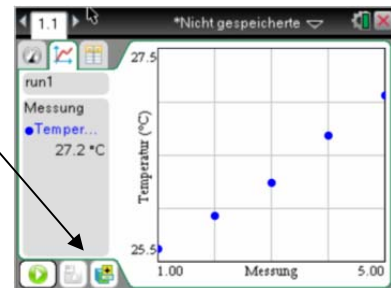 1.1
*Nicht gespeicherte
run1
Messung
Temper...
27.2 °C
27.5
Temperatur (°C)
25.5
1.00
Messung
5.00